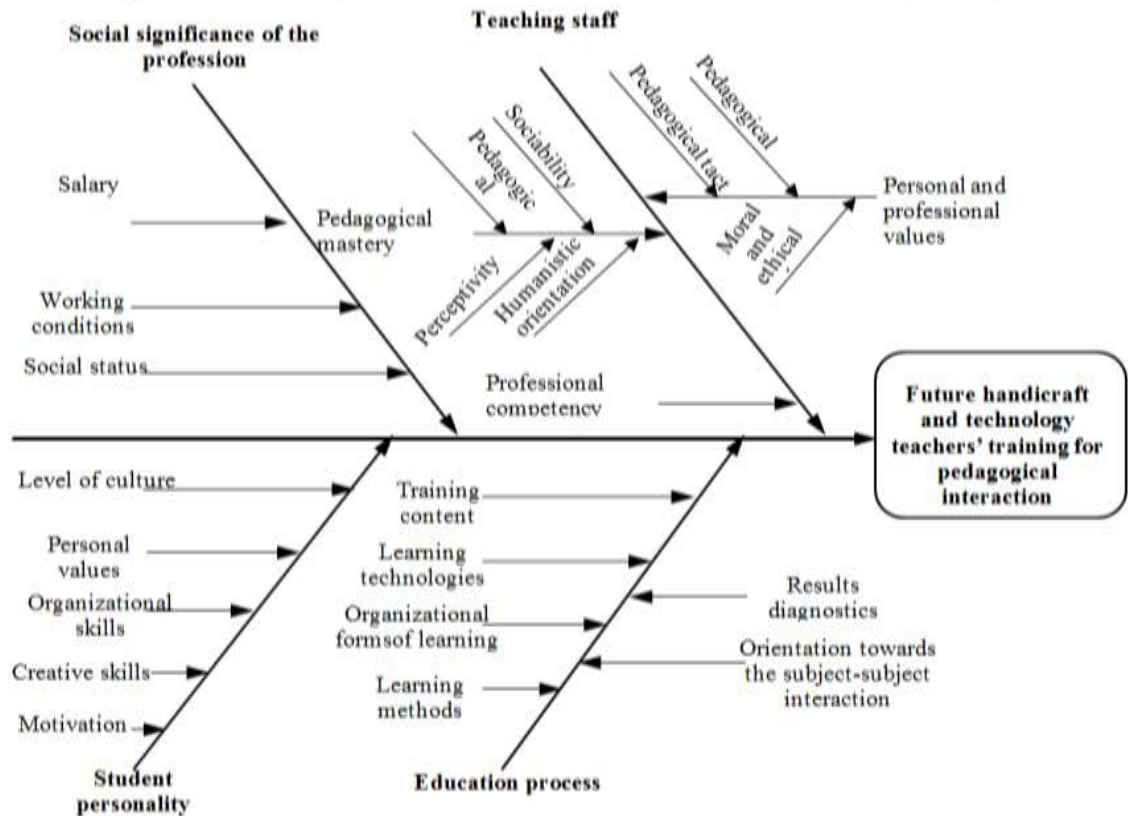 Social significance of the
profession
Teaching staff
Salary
Working
conditions
Social status
Pedagogical
mastery
Pedagogic
al
Sociability
Perceptivity
Humanistic
orientation
Pedagogical tact
Pedagogical
Moral
and
ethical
Personal and
professional
values
Professional
competency
Future handicraft
and technology
teachers’ training for
pedagogical
interaction
Level of culture
Personal
values
Organizational
skills
Creative skills
Motivation
Student
personality
Training
content
Learning
technologies
Organizational
formsof learning
Learning
methods
Results
diagnostics
Orientation towards
the subject-subject
interaction
Education process